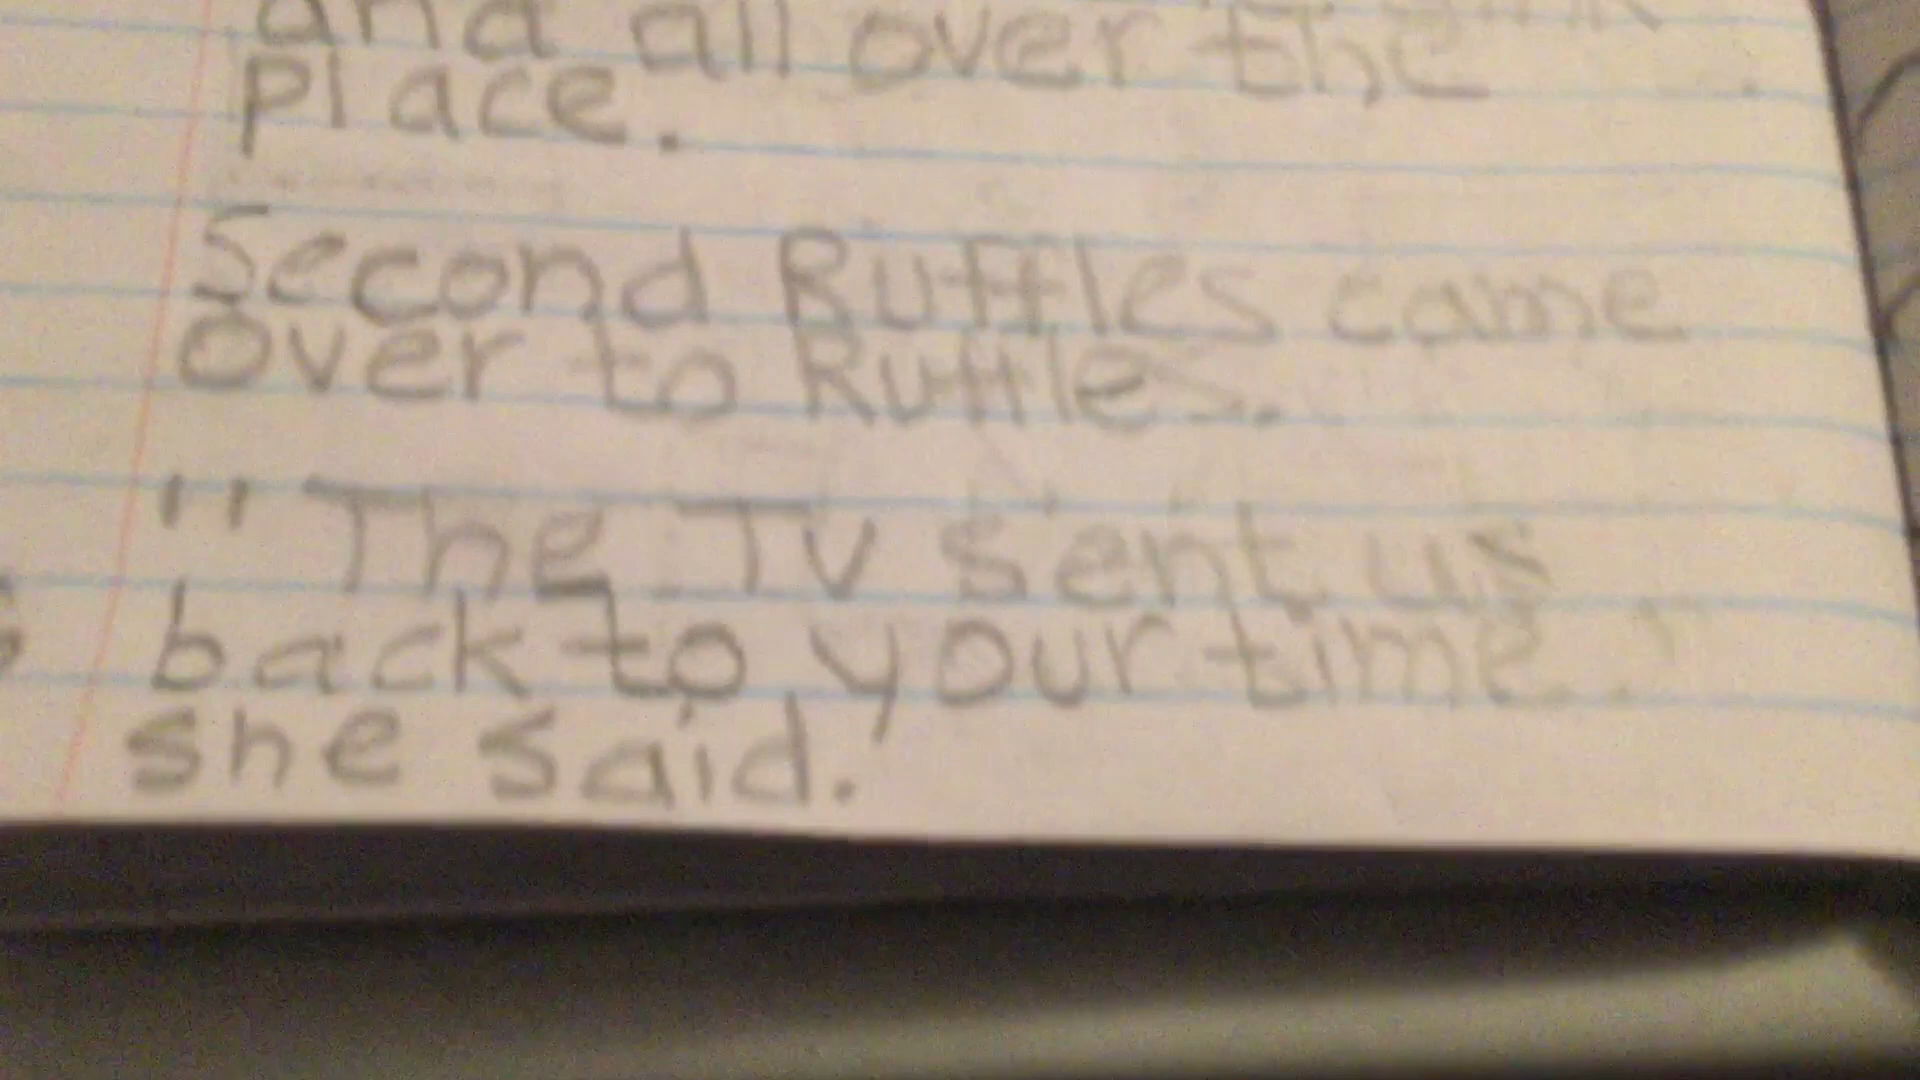 and all over the
place.
Second Ruffles came
over to Ruffles.
"The TV sent us
back to your time."
she said.